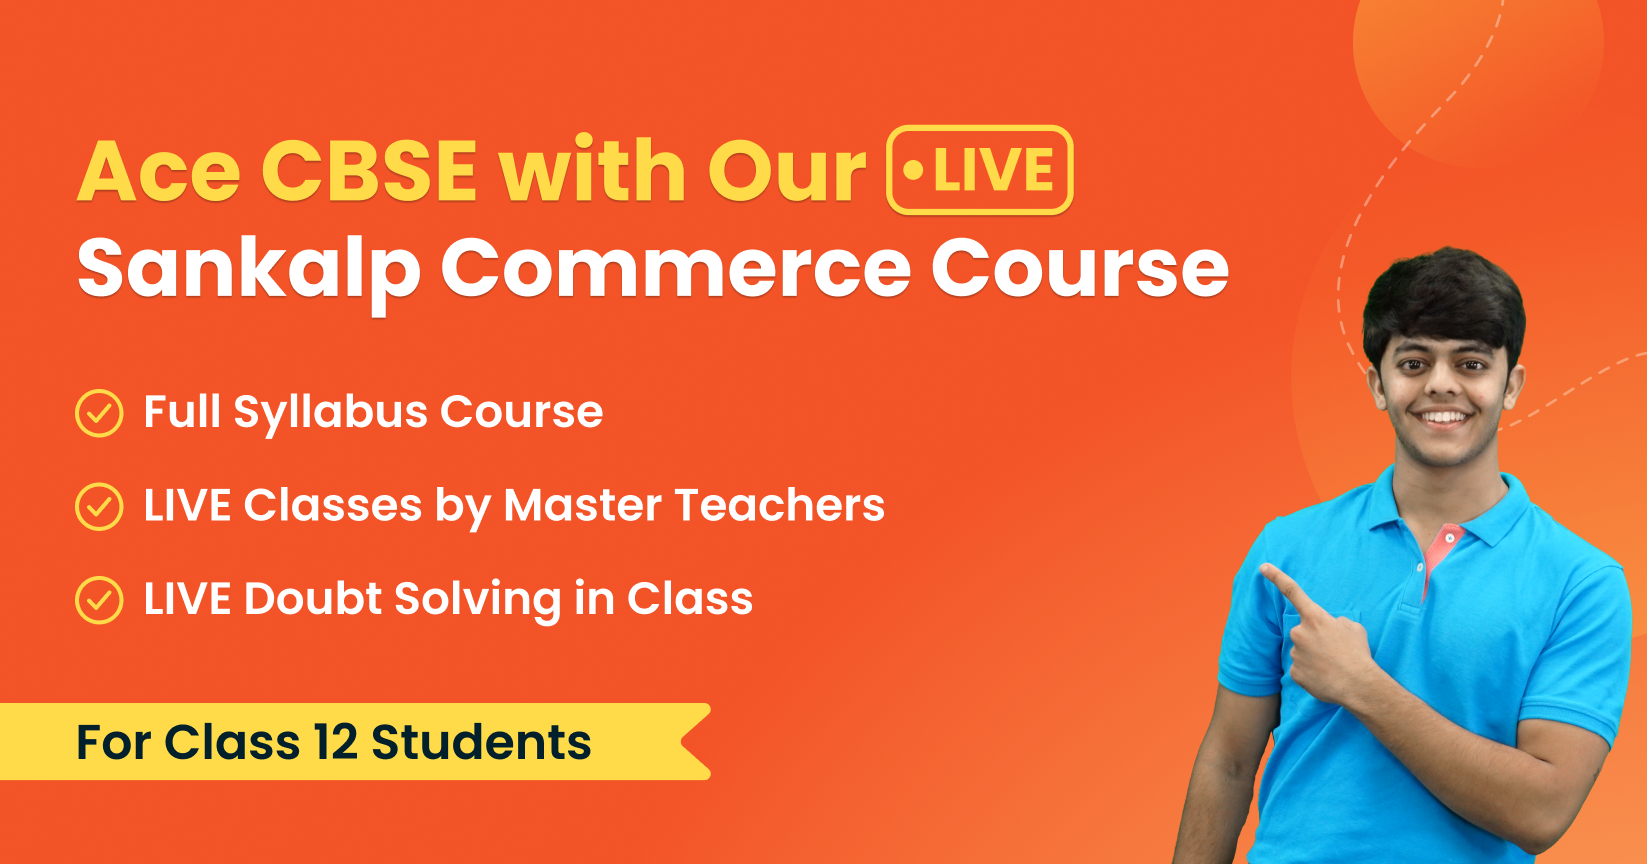 Ace CBSE with Our • LIVE
Sankalp Commerce Course
Full Syllabus Course
LIVE Classes by Master Teachers
LIVE Doubt Solving in Class
For Class 12 Students